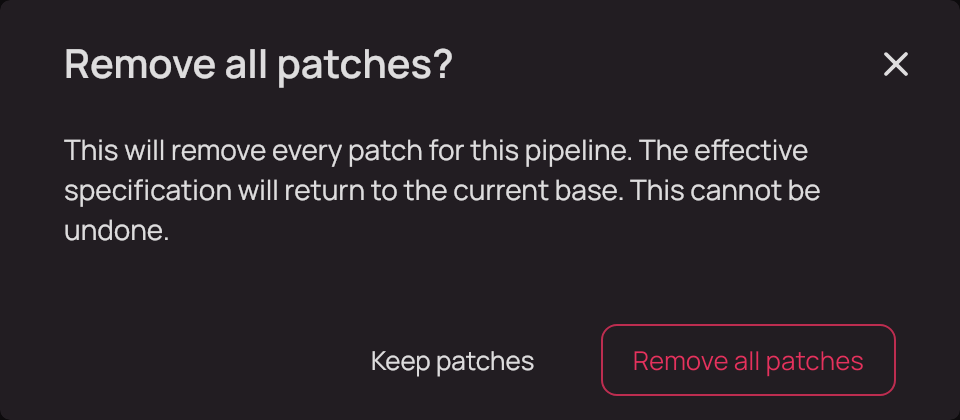 Remove all patches?
This will remove every patch for this pipeline. The effective
specification will return to the current base. This cannot be
undone.
Keep patches
Remove all patches